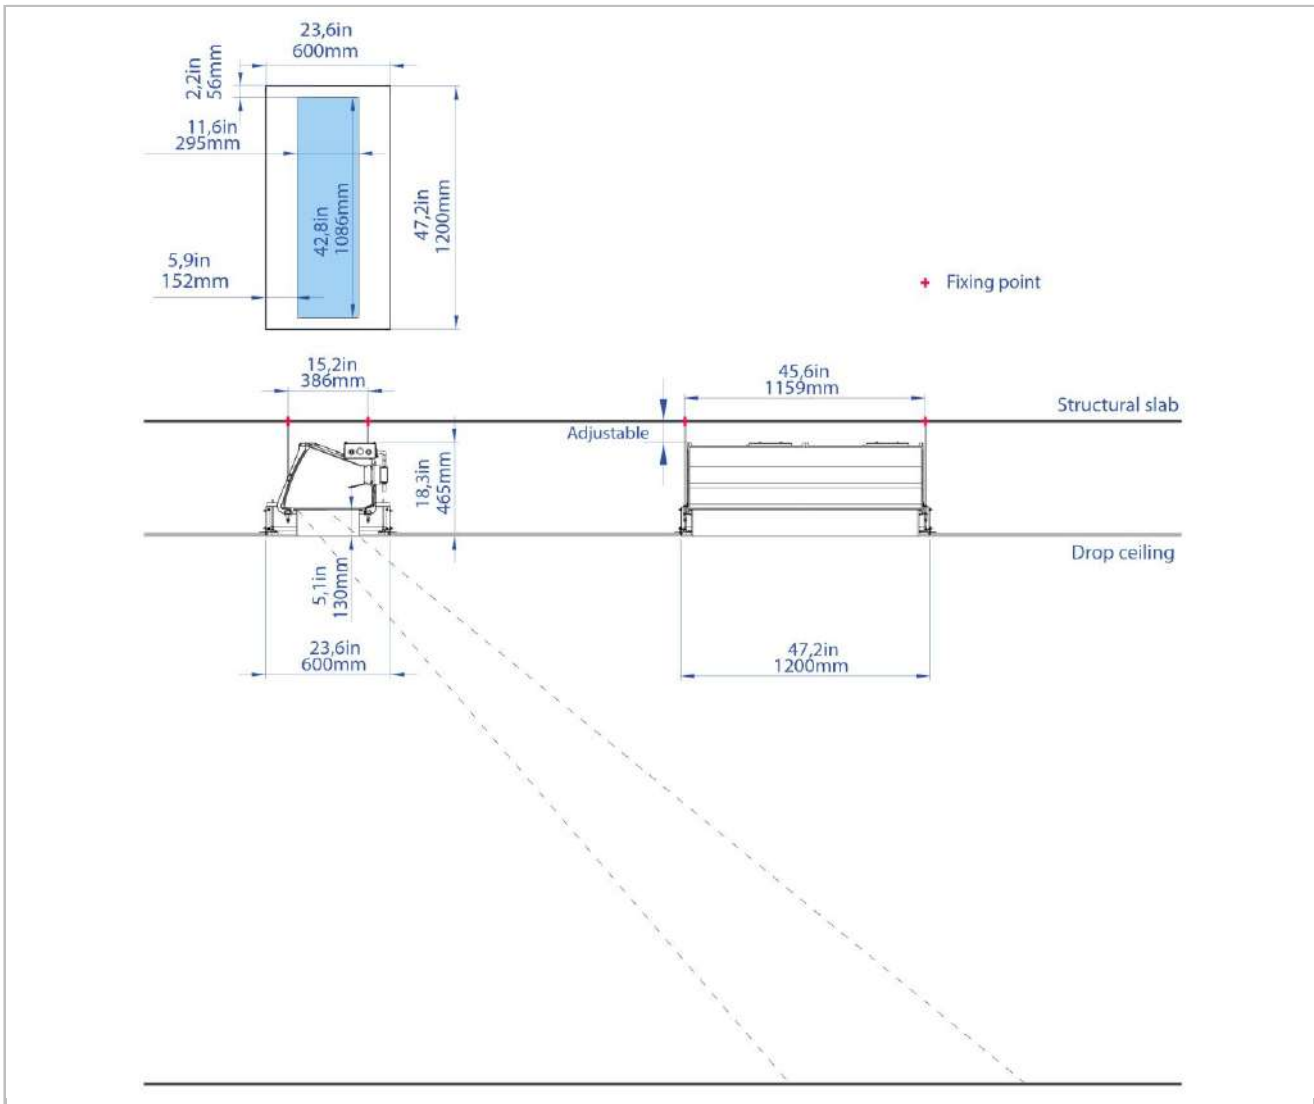 23,6in
600mm
2,2in
56mm
11,6in
295mm
42,8in
1086mm
47,2in
1200mm
5,9in
152mm
Fixing point
15,2in
386mm
45,6in
1159mm
Structural slab
Adjustable
18,3in
465mm
Drop ceiling
5,1in
130mm
23,6in
600mm
47,2in
1200mm